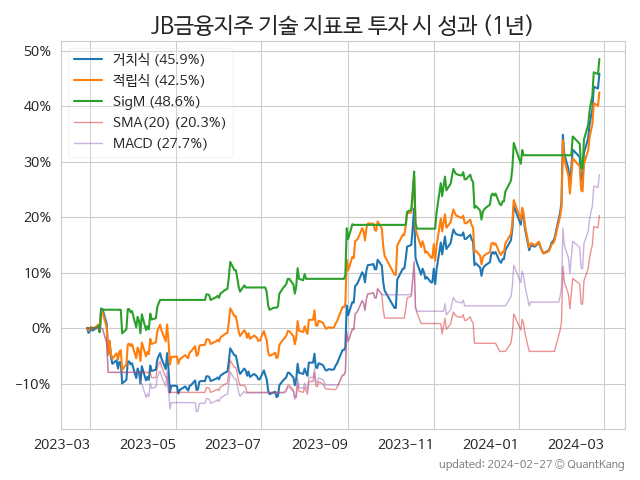 JB금융지주 기술 지표로 투자 시 성과 (1년)
거치식 (45.9%)
적립식 (42.5%)
SigM (48.6%)
SMA(20) (20.3%)
MACD (27.7%)
50%
40%
30%
20%
10%
0%
−10%
2023−03 2023−05 2023−07 2023−09 2023−11 2024−01 2024−03
updated: 2024-02-27 © QuantKang